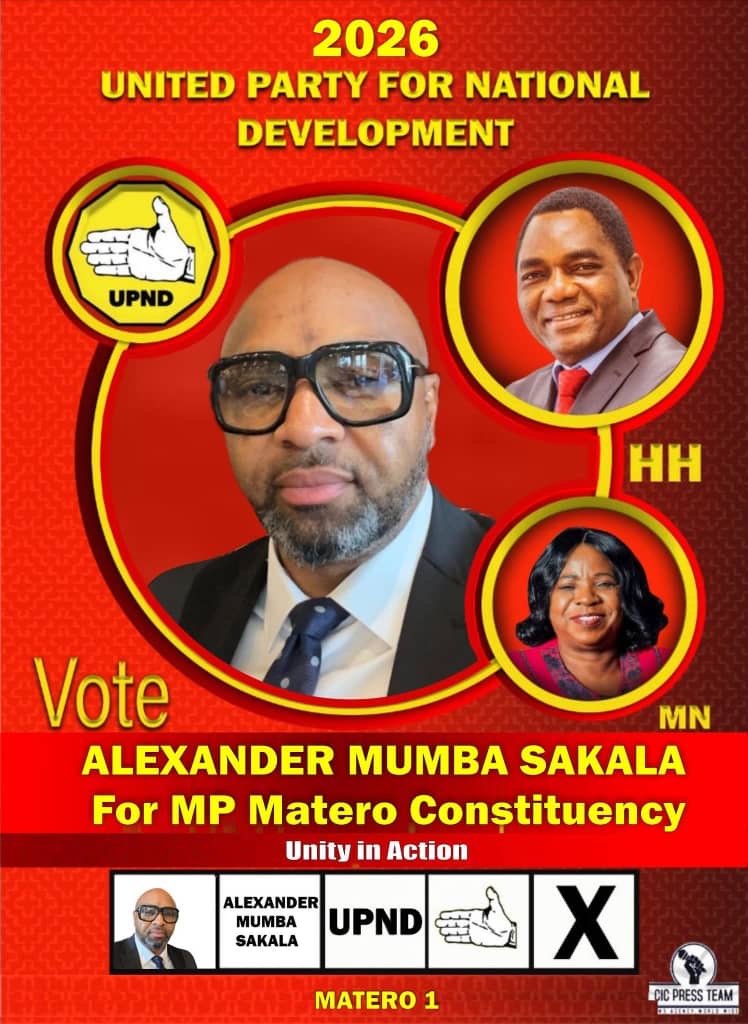 2026
UNITED PARTY FOR NATIONAL
DEVELOPMENT
UPND
HH
MN
Vote
ALEXANDER MUMBA SAKALA
For MP Matero Constituency
Unity in Action
ALEXANDER
MUMBA
SAKALA
UPND
X
MATERO 1
CIC PRESS TEAM